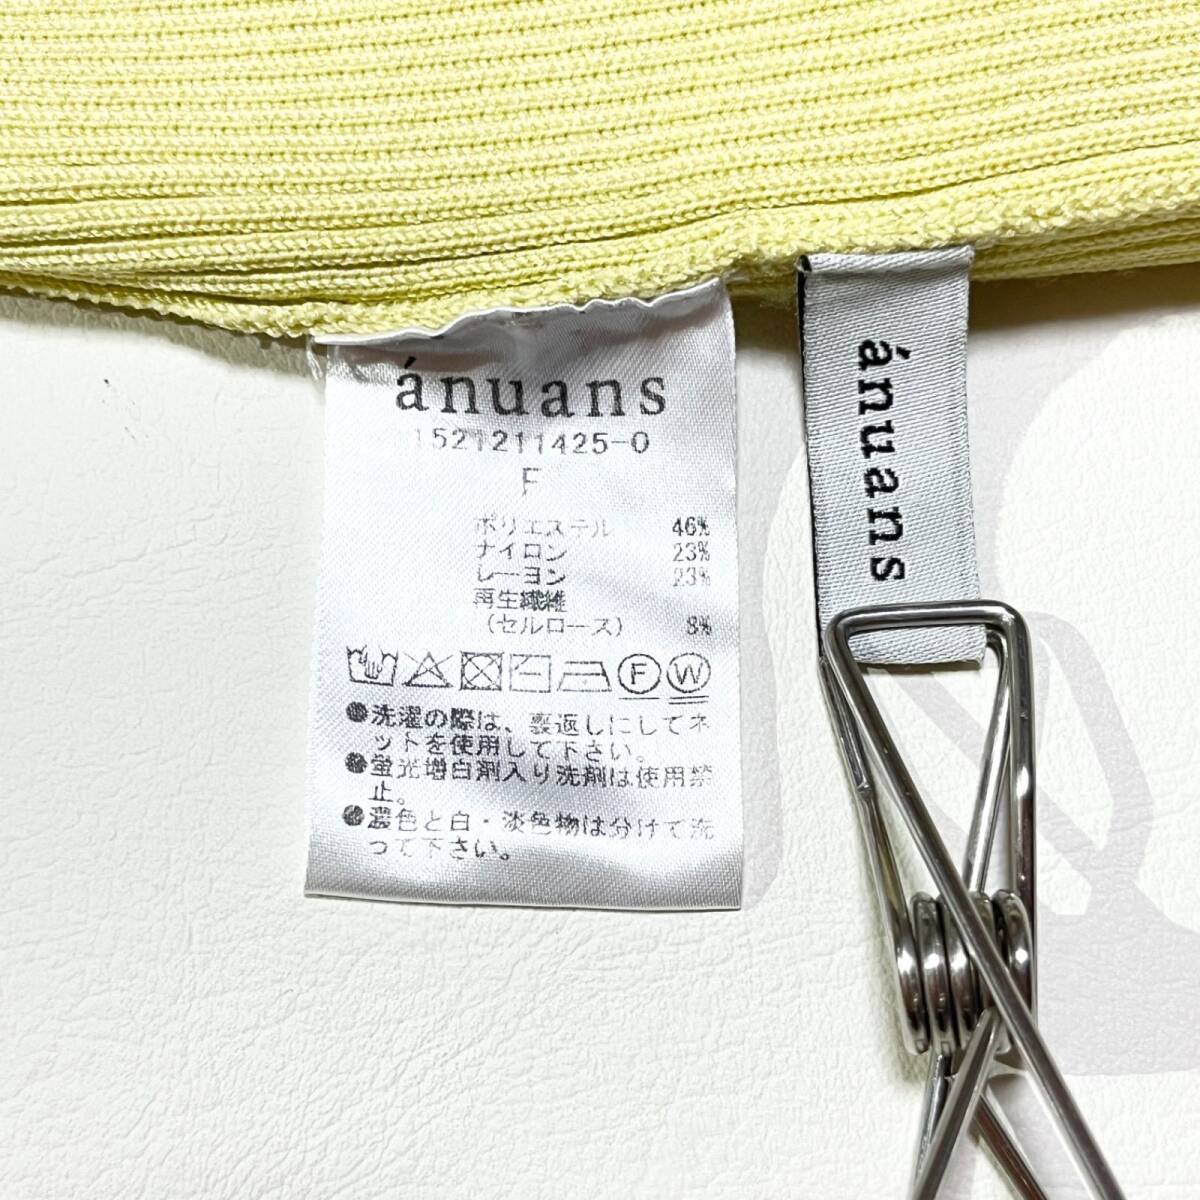 ánuans
1521211425-0
F
ポリエステル 46%
ナイロン 23%
レーヨン 23%
再生繊維
（セルロース） 8%
F W
●洗濯の際は、裏返しにしてネ
ットを使用して下さい。
●蛍光増白剤入り洗剤は使用禁
止。
●濃色と白・淡色物は分けて洗
って下さい。
ánuans